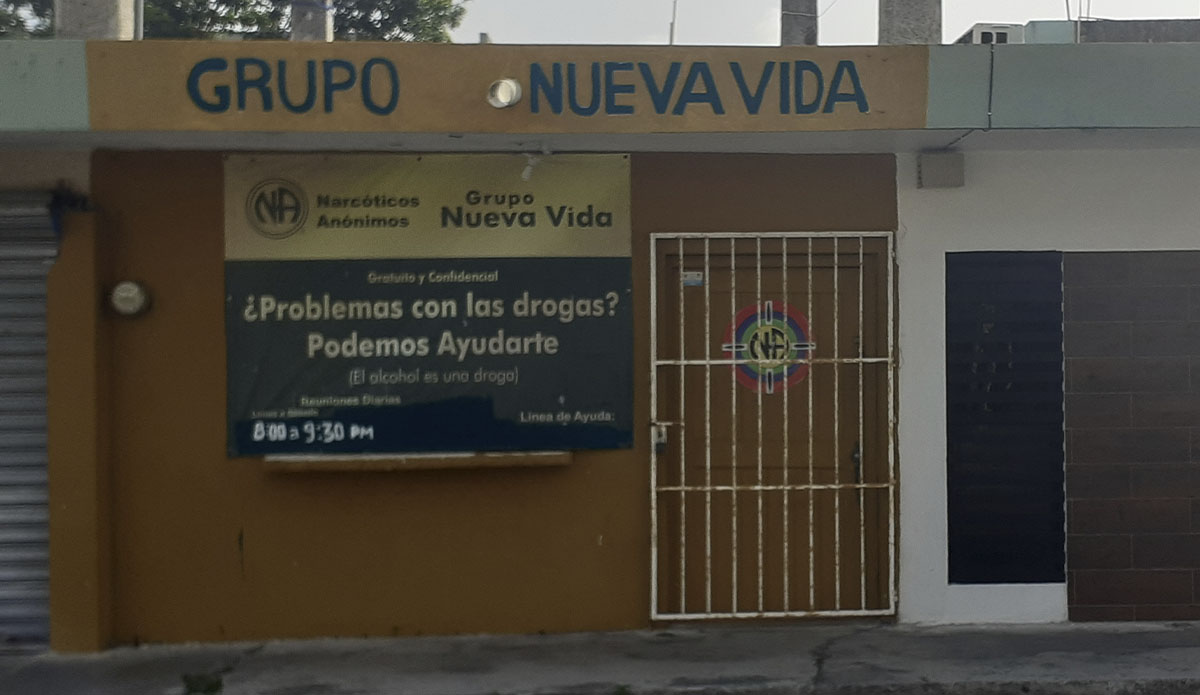 GRUPO NUEVA VIDA
NA Narcóticos Anónimos
Grupo Nueva Vida
Gratuito y Confidencial
¿Problemas con las drogas?
Podemos Ayudarte
(El alcohol es una droga)
Reuniones Diarias
8:00 a 9:30 PM
Linea de Ayuda:
NA